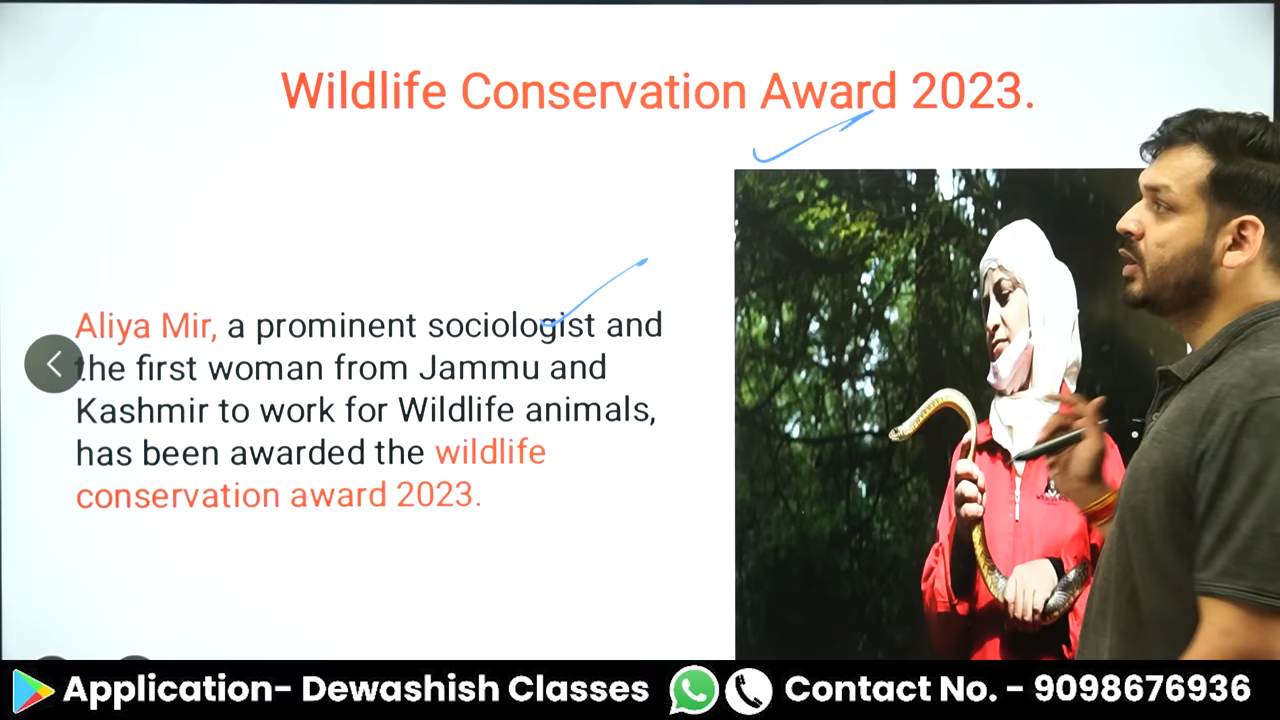 Wildlife Conservation Award 2023.
Aliya Mir, a prominent sociologist and
the first woman from Jammu and
Kashmir to work for Wildlife animals,
has been awarded the wildlife
conservation award 2023.
Application- Dewashish Classes
Contact No. - 9098676936